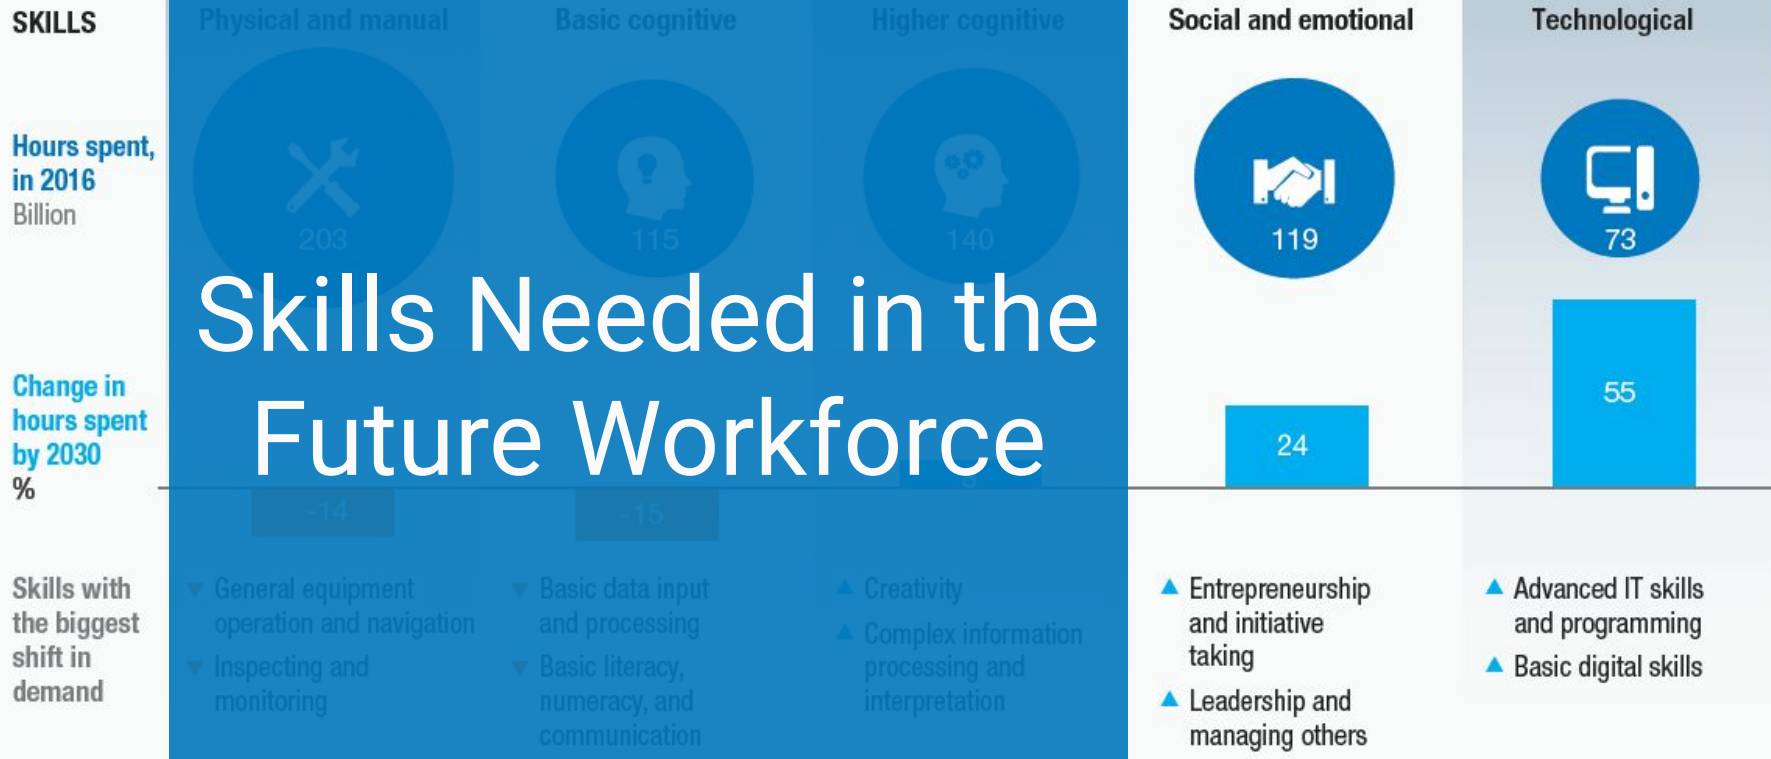 SKILLS
Physical and manual
Basic cognitive
Higher cognitive
Social and emotional
Technological
Hours spent,
in 2016
Billion
203
115
140
119
73
Skills Needed in the
Future Workforce
Change in
hours spent
by 2030
%
-14
-15
8
24
55
Skills with
the biggest
shift in
demand
▼ General equipment
operation and navigation
▼ Inspecting and
monitoring
▼ Basic data input
and processing
▼ Basic literacy,
numeracy, and
communication
▲ Creativity
▲ Complex information
processing and
interpretation
▲ Entrepreneurship
and initiative
taking
▲ Leadership and
managing others
▲ Advanced IT skills
and programming
▲ Basic digital skills